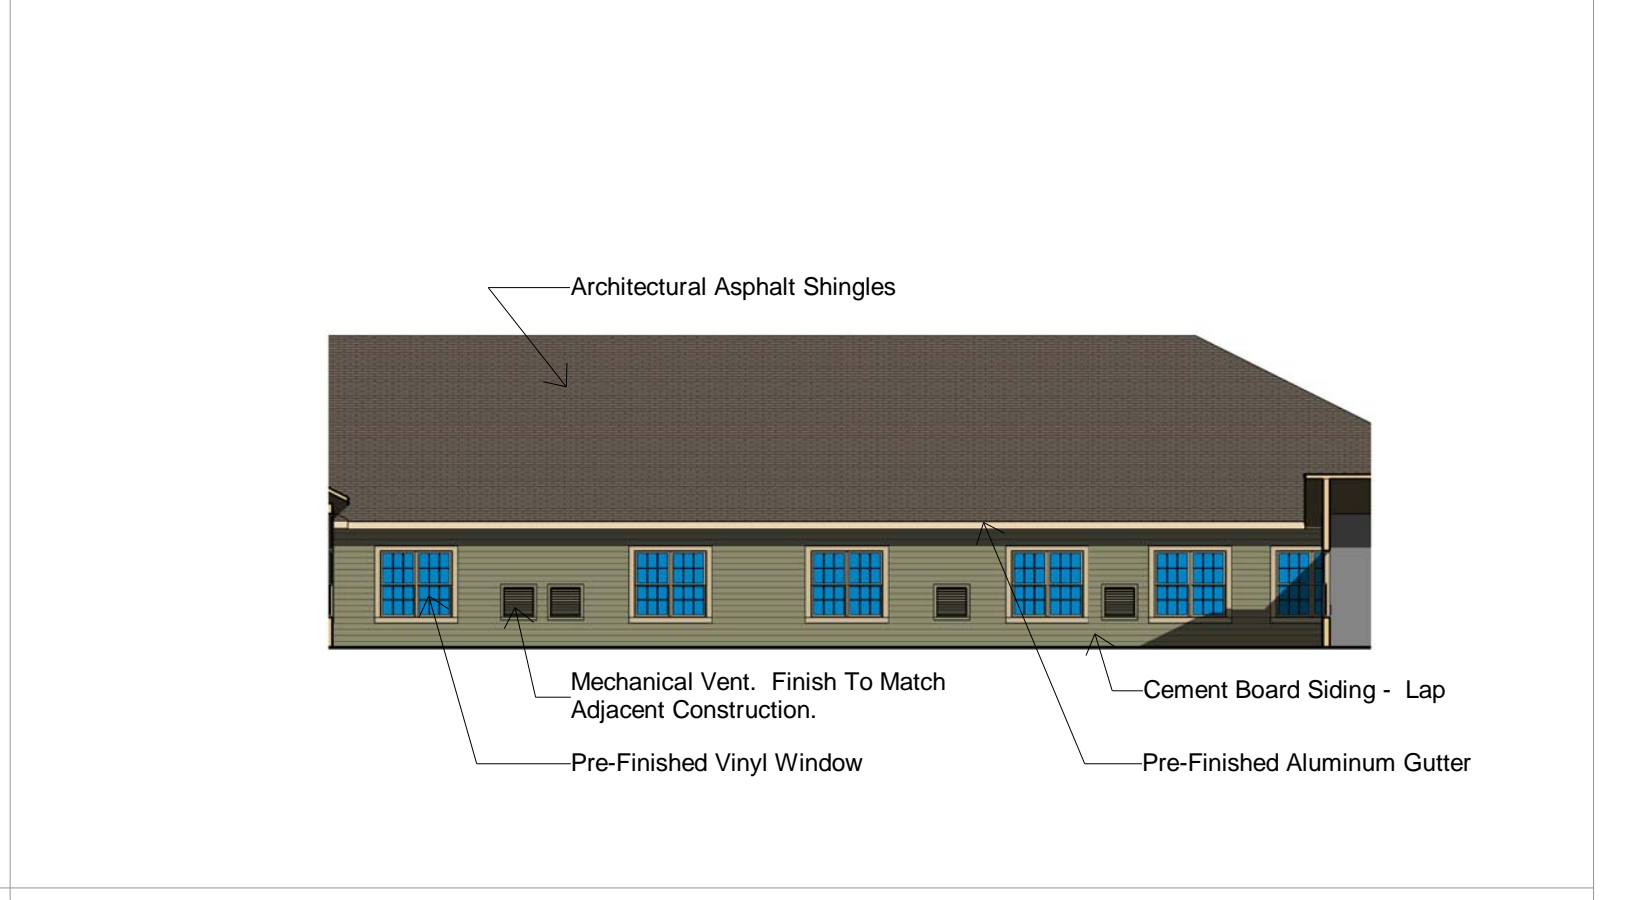 Architectural Asphalt Shingles
Mechanical Vent.  Finish To Match
Adjacent Construction.
Cement Board Siding -  Lap
Pre-Finished Vinyl Window
Pre-Finished Aluminum Gutter